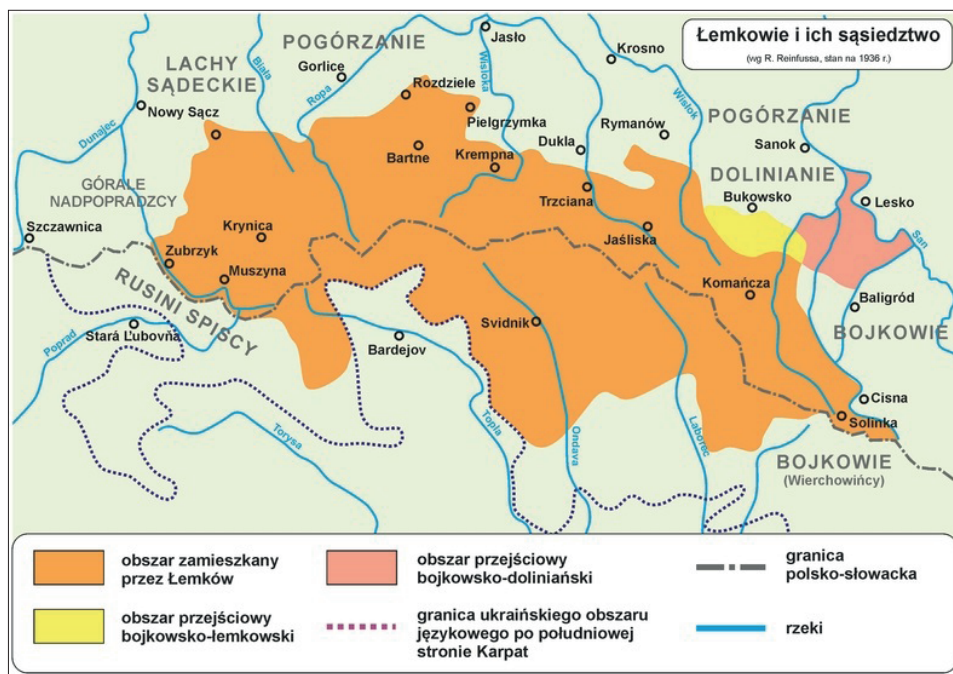 Łemkowie i ich sąsiedztwo
(wg R. Reinfussa, stan na 1936 r.)
POGÓRZANIE
Jasło
Krosno
Gorlice
LACHY
SĄDECKIE
Biała
Ropa
Wisłoka
Wisłok
Rozdziele
Nowy Sącz
Dunajec
Pielgrzymka
Rymanów
Dukla
POGÓRZANIE
Sanok
Bartne
Krempna
DOLINIANIE
GÓRALE
NADPOPRADZCY
Trzciana
Bukowsko
Lesko
Szczawnica
Krynica
Jaśliska
San
Zubrzyk
Muszyna
Komańcza
Baligród
RUSINI SPISCY
Svidnik
BOJKOWIE
Stará Ľubovňa
Poprad
Bardejov
Cisna
Solinka
Torysa
Topla
Ondava
Laborec
BOJKOWIE
(Wierchowińcy)
obszar zamieszkany
przez Łemków
obszar przejściowy
bojkowsko-doliniański
granica
polsko-słowacka
obszar przejściowy
bojkowsko-łemkowski
granica ukraińskiego obszaru
językowego po południowej
stronie Karpat
rzeki